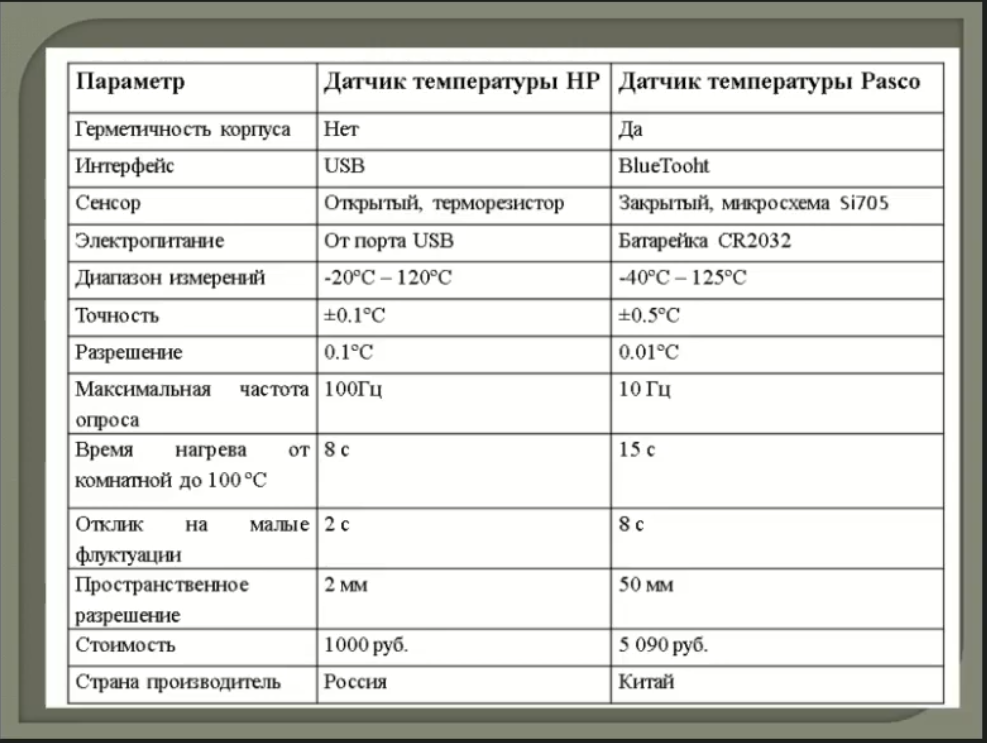 Параметр Датчик температуры НР Датчик температуры Pasco
Герметичность корпуса Нет Да
Интерфейс USB BlueTooht
Сенсор Открытый, терморезистор Закрытый, микросхема Si705
Электропитание От порта USB Батарейка CR2032
Диапазон измерений -20°С – 120°С -40°С – 125°С
Точность ±0.1°С ±0.5°С
Разрешение 0.1°С 0.01°С
Максимальная частота 100Гц 10 Гц
опроса
Время нагрева от 8 с 15 с
комнатной до 100 °С
Отклик на малые 2 с 8 с
флуктуации
Пространственное 2 мм 50 мм
разрешение
Стоимость 1000 руб. 5 090 руб.
Страна производитель Россия Китай